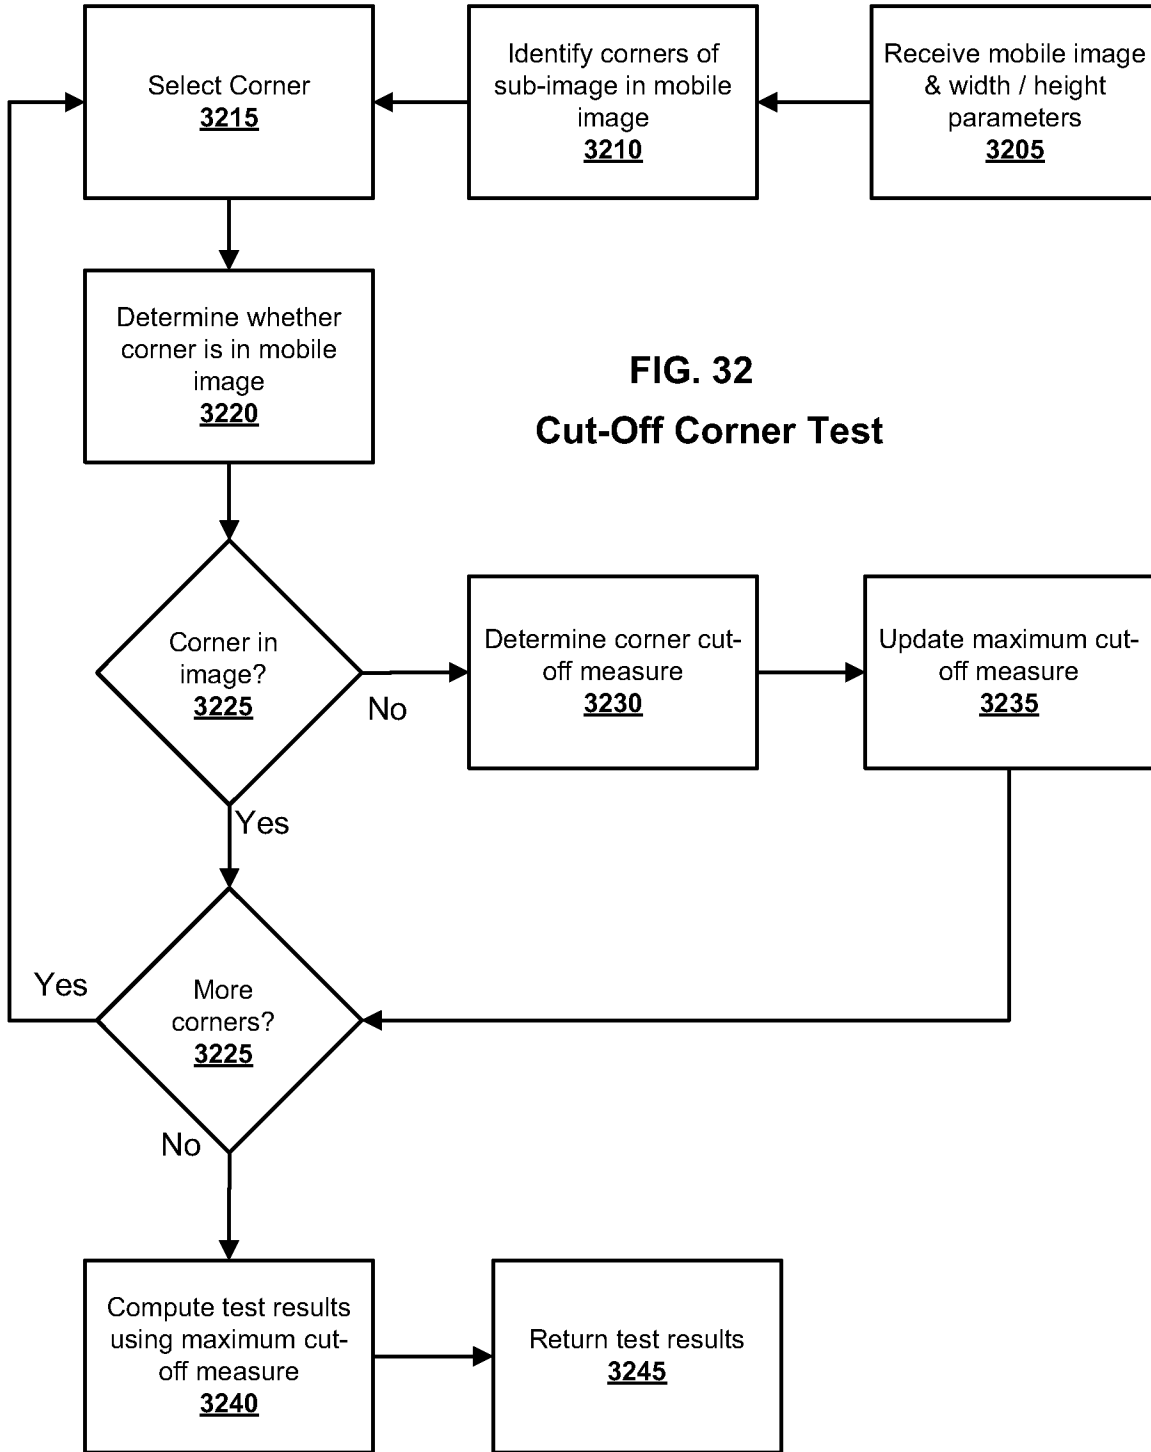 Select Corner
3215
Identify corners of
sub-image in mobile
image
3210
Receive mobile image
& width / height
parameters
3205
Determine whether
corner is in mobile
image
3220
FIG. 32
Cut-Off Corner Test
Corner in
image?
3225
No
Determine corner cut-
off measure
3230
Update maximum cut-
off measure
3235
Yes
Yes
More
corners?
3225
No
Compute test results
using maximum cut-
off measure
3240
Return test results
3245